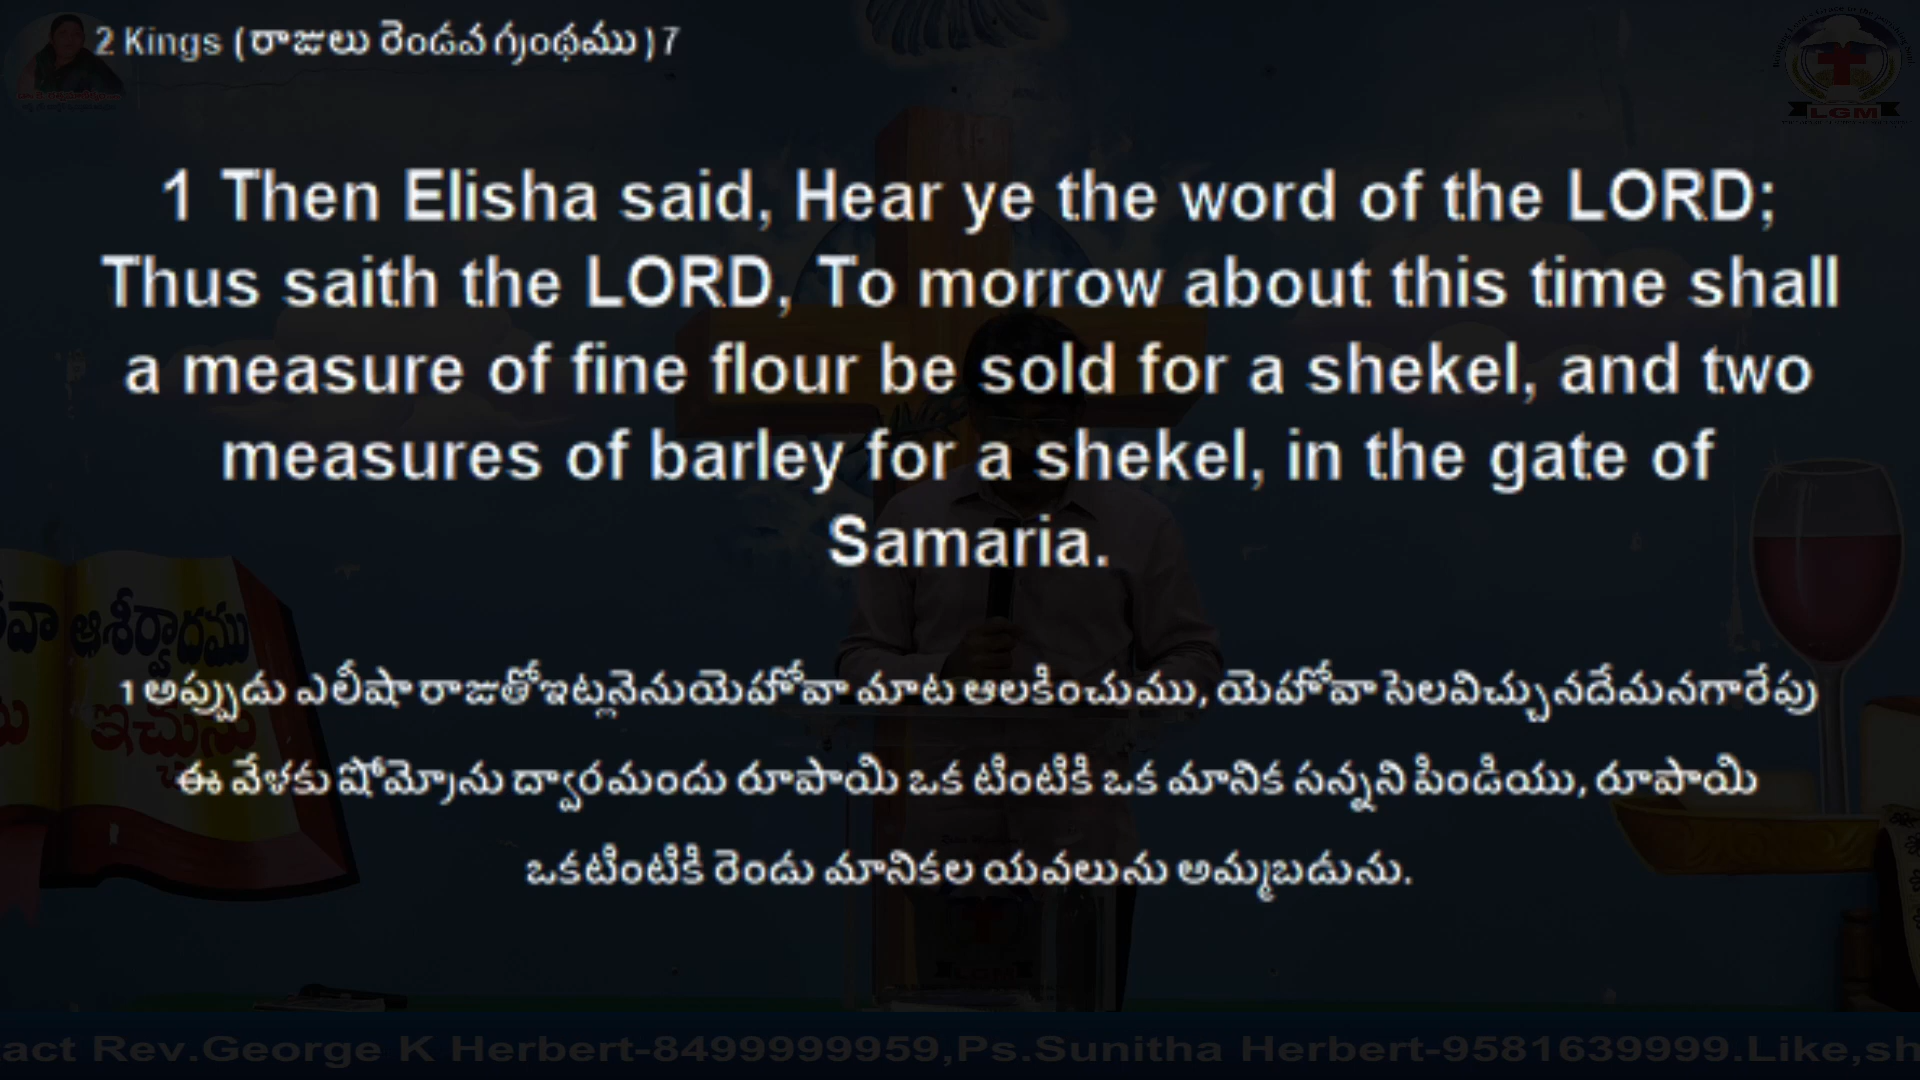 2 Kings (రాజులు రెండవ గ్రంథము ) 7
1 Then Elisha said, Hear ye the word of the LORD;
Thus saith the LORD, To morrow about this time shall
a measure of fine flour be sold for a shekel, and two
measures of barley for a shekel, in the gate of
Samaria.
1 అప్పుడు ఎలీషా రాజుతో ఇట్లనెనుయెహోవా మాట ఆలకించుము, యెహోవా సెలవిచ్చునదేమనగారేపు
ఈ వేళకు షోమ్రోను ద్వారమందు రూపాయి ఒక టింటికి ఒక మానిక సన్నని పిండియు, రూపాయి
ఒకటింటికి రెండు మానికల యవలును అమ్మబడును.
ఆశీర్వాదము
ఇచ్చును
LGM
act Rev.George K Herbert-8499999959,Ps.Sunitha Herbert-9581639999.Like,sh